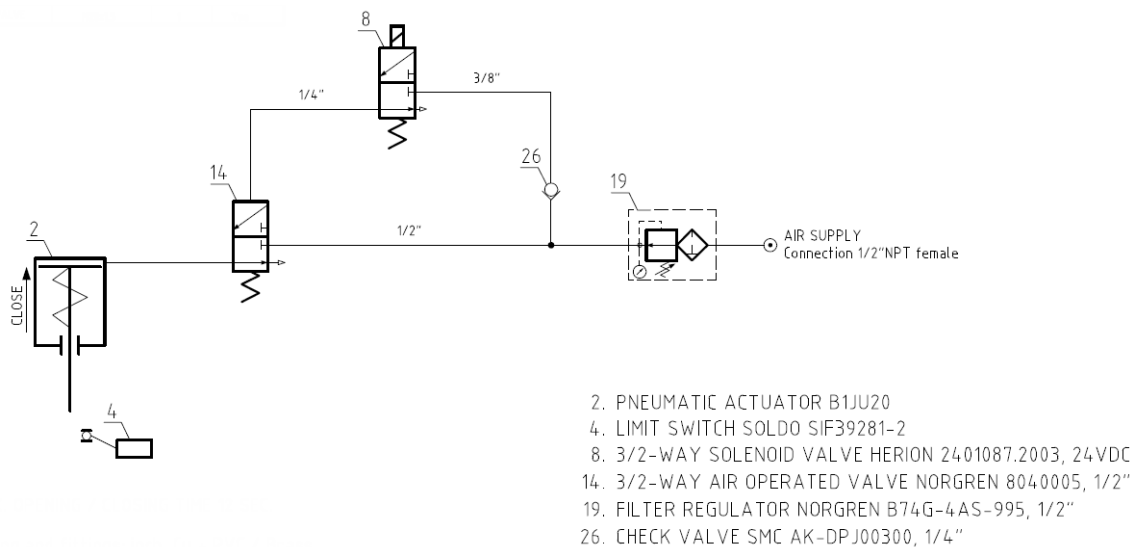 8
3/8"
1/4"
26
14
19
2
1/2"
AIR SUPPLY
Connection 1/2"NPT female
CLOSE
4
2. PNEUMATIC ACTUATOR B1JU20
4. LIMIT SWITCH SOLDO SIF39281-2
8. 3/2-WAY SOLENOID VALVE HERION 2401087.2003, 24VDC
14. 3/2-WAY AIR OPERATED VALVE NORGREN 8040005, 1/2"
19. FILTER REGULATOR NORGREN B74G-4AS-995, 1/2"
26. CHECK VALVE SMC AK-DPJ00300, 1/4"